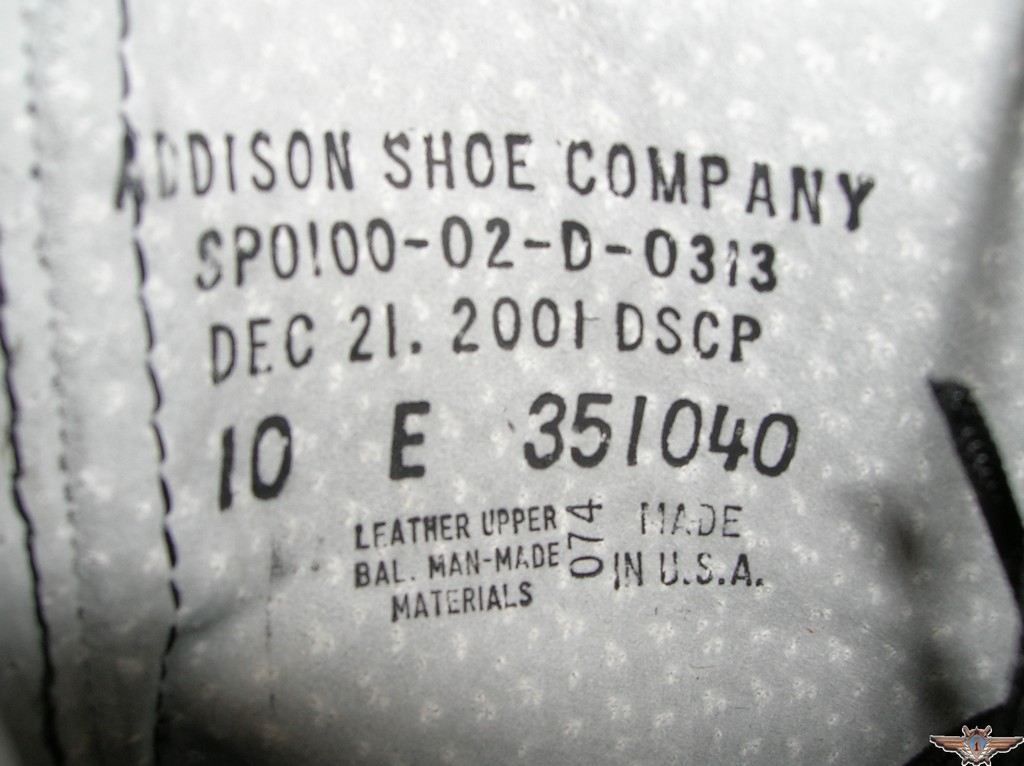 ADDISON SHOE COMPANY
SP0100-02-D-0313
DEC 21. 2001 DSCP
10 E 351040
LEATHER UPPER
BAL. MAN-MADE
MATERIALS
074
MADE
IN U.S.A.